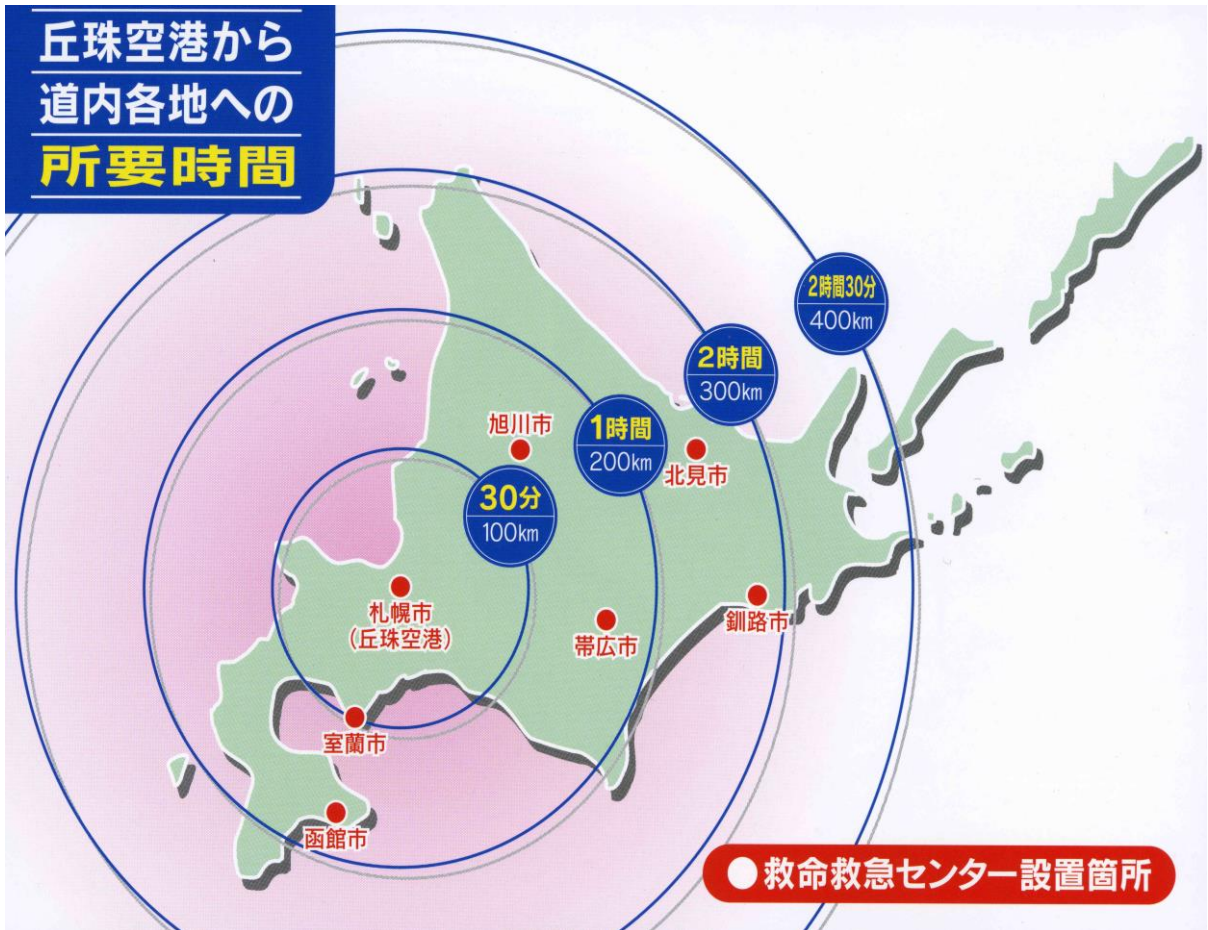 丘珠空港から
道内各地への
所要時間
2時間30分
400km
2時間
300km
1時間
200km
30分
100km
旭川市
北見市
札幌市
(丘珠空港)
帯広市
釧路市
室蘭市
函館市
●救命救急センター設置箇所